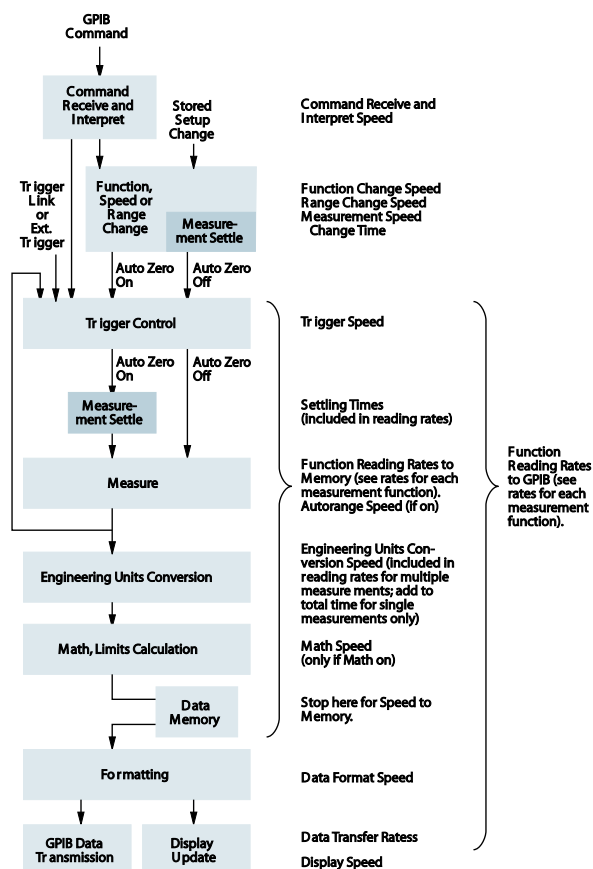 GPIB
Command
Command
Receive and
Interpret
Stored
Setup
Change
Command Receive and
Interpret Speed
Trigger
Link
or
Ext.
Trigger
Function,
Speed or
Range
Change
Measure-
ment Settle
Function Change Speed
Range Change Speed
Measurement Speed
Change Time
Auto Zero
On
Auto Zero
Off
Trigger Control
Trigger Speed
Auto Zero
On
Auto Zero
Off
Measure-
ment Settle
Settling Times
(included in reading rates)
Measure
Function Reading Rates to
Memory (see rates for each
measurement function).
Autorange Speed (if on)
Function
Reading Rates
to GPIB (see
rates for each
measurement
function).
Engineering Units Conversion
Engineering Units Con-
version Speed (included in
reading rates for multiple
measure ments; add to
total time for single
measurements only)
Math, Limits Calculation
Math Speed
(only if Math on)
Data
Memory
Stop here for Speed to
Memory.
Formatting
Data Format Speed
GPIB Data
Transmission
Display
Update
Data Transfer Ratess
Display Speed